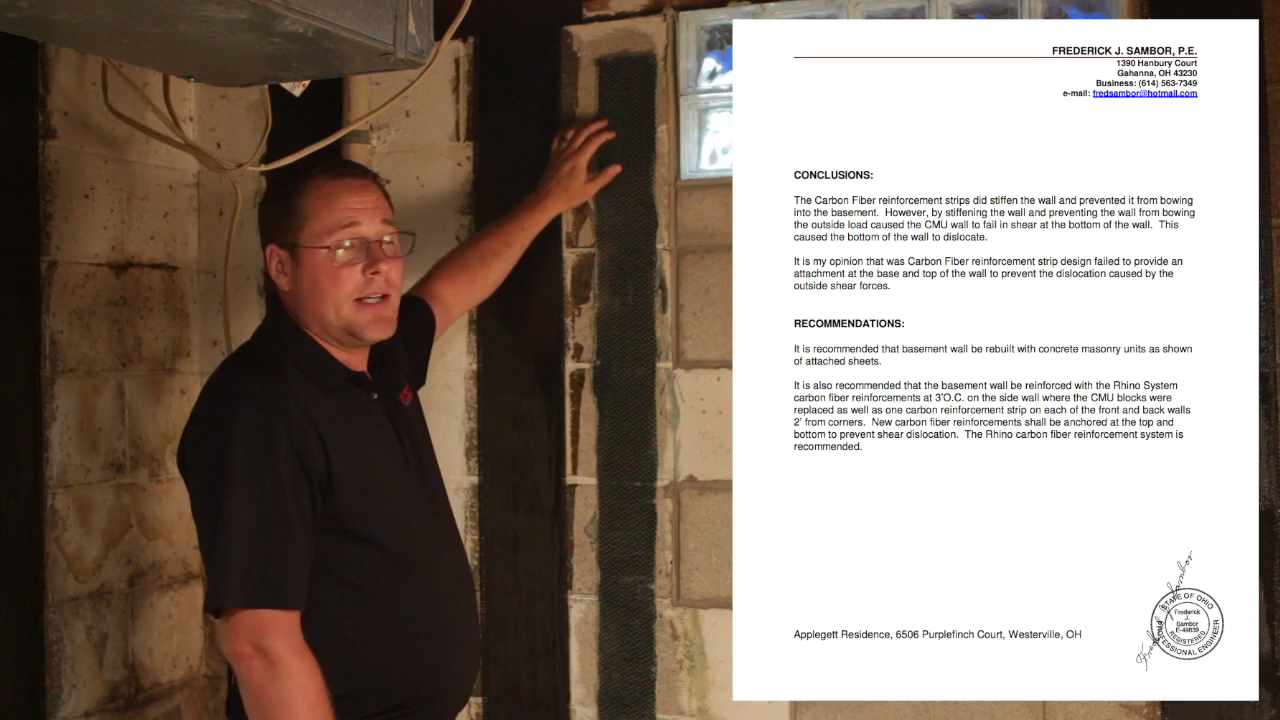 FREDERICK J. SAMBOR, P.E.
1390 Hanbury Court
Gahanna, OH 43230
Business: (614) 563-7349
e-mail: fredsambor@hotmail.com
CONCLUSIONS:
The Carbon Fiber reinforcement strips did stiffen the wall and prevented it from bowing
into the basement. However, by stiffening the wall and preventing the wall from bowing
the outside load caused the CMU wall to fail in shear at the bottom of the wall. This
caused the bottom of the wall to dislocate.
It is my opinion that was Carbon Fiber reinforcement strip design failed to provide an
attachment at the base and top of the wall to prevent the dislocation caused by the
outside shear forces.
RECOMMENDATIONS:
It is recommended that basement wall be rebuilt with concrete masonry units as shown
of attached sheets.
It is also recommended that the basement wall be reinforced with the Rhino System
carbon fiber reinforcements at 3'O.C. on the side wall where the CMU blocks were
replaced as well as one carbon reinforcement strip on each of the front and back walls
2' from corners. New carbon fiber reinforcements shall be anchored at the top and
bottom to prevent shear dislocation. The Rhino carbon fiber reinforcement system is
recommended.
Applegett Residence, 6506 Purplefinch Court, Westerville, OH
STATE OF OHIO
Frederick
J.
Sambor
E-49839
REGISTERED
PROFESSIONAL ENGINEER